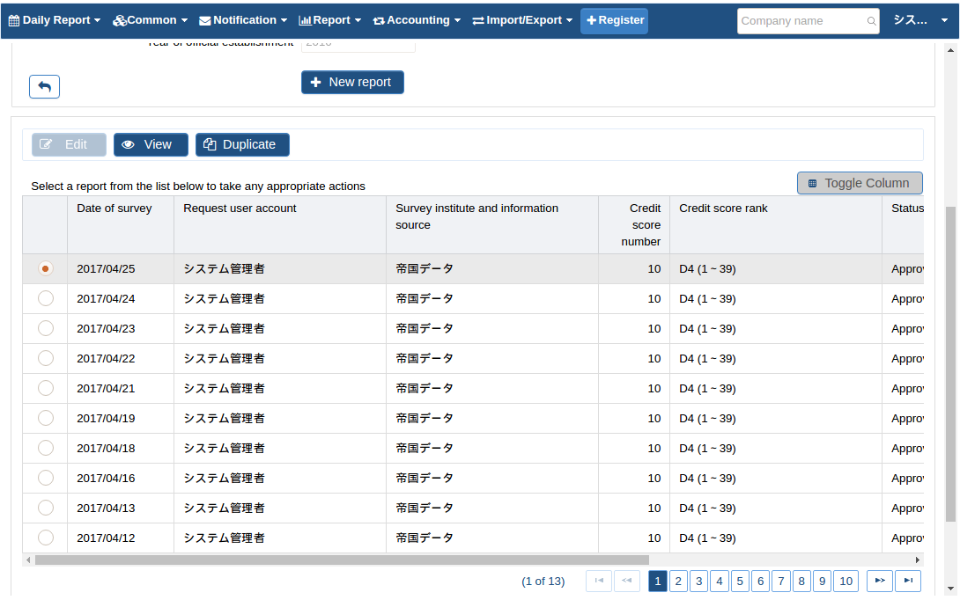 Daily Report Common Notification Report Accounting Import/Export Register Company name シス...
Year of official establishment 2010
New report
Edit View Duplicate
Select a report from the list below to take any appropriate actions
Toggle Column
Date of survey Request user account Survey institute and information source Credit score number Credit score rank Status
2017/04/25 システム管理者 帝国データ 10 D4 (1 ~ 39) Approv
2017/04/24 システム管理者 帝国データ 10 D4 (1 ~ 39) Approv
2017/04/23 システム管理者 帝国データ 10 D4 (1 ~ 39) Approv
2017/04/22 システム管理者 帝国データ 10 D4 (1 ~ 39) Approv
2017/04/21 システム管理者 帝国データ 10 D4 (1 ~ 39) Approv
2017/04/19 システム管理者 帝国データ 10 D4 (1 ~ 39) Approv
2017/04/18 システム管理者 帝国データ 10 D4 (1 ~ 39) Approv
2017/04/16 システム管理者 帝国データ 10 D4 (1 ~ 39) Approv
2017/04/13 システム管理者 帝国データ 10 D4 (1 ~ 39) Approv
2017/04/12 システム管理者 帝国データ 10 D4 (1 ~ 39) Approv
(1 of 13) 1 2 3 4 5 6 7 8 9 10